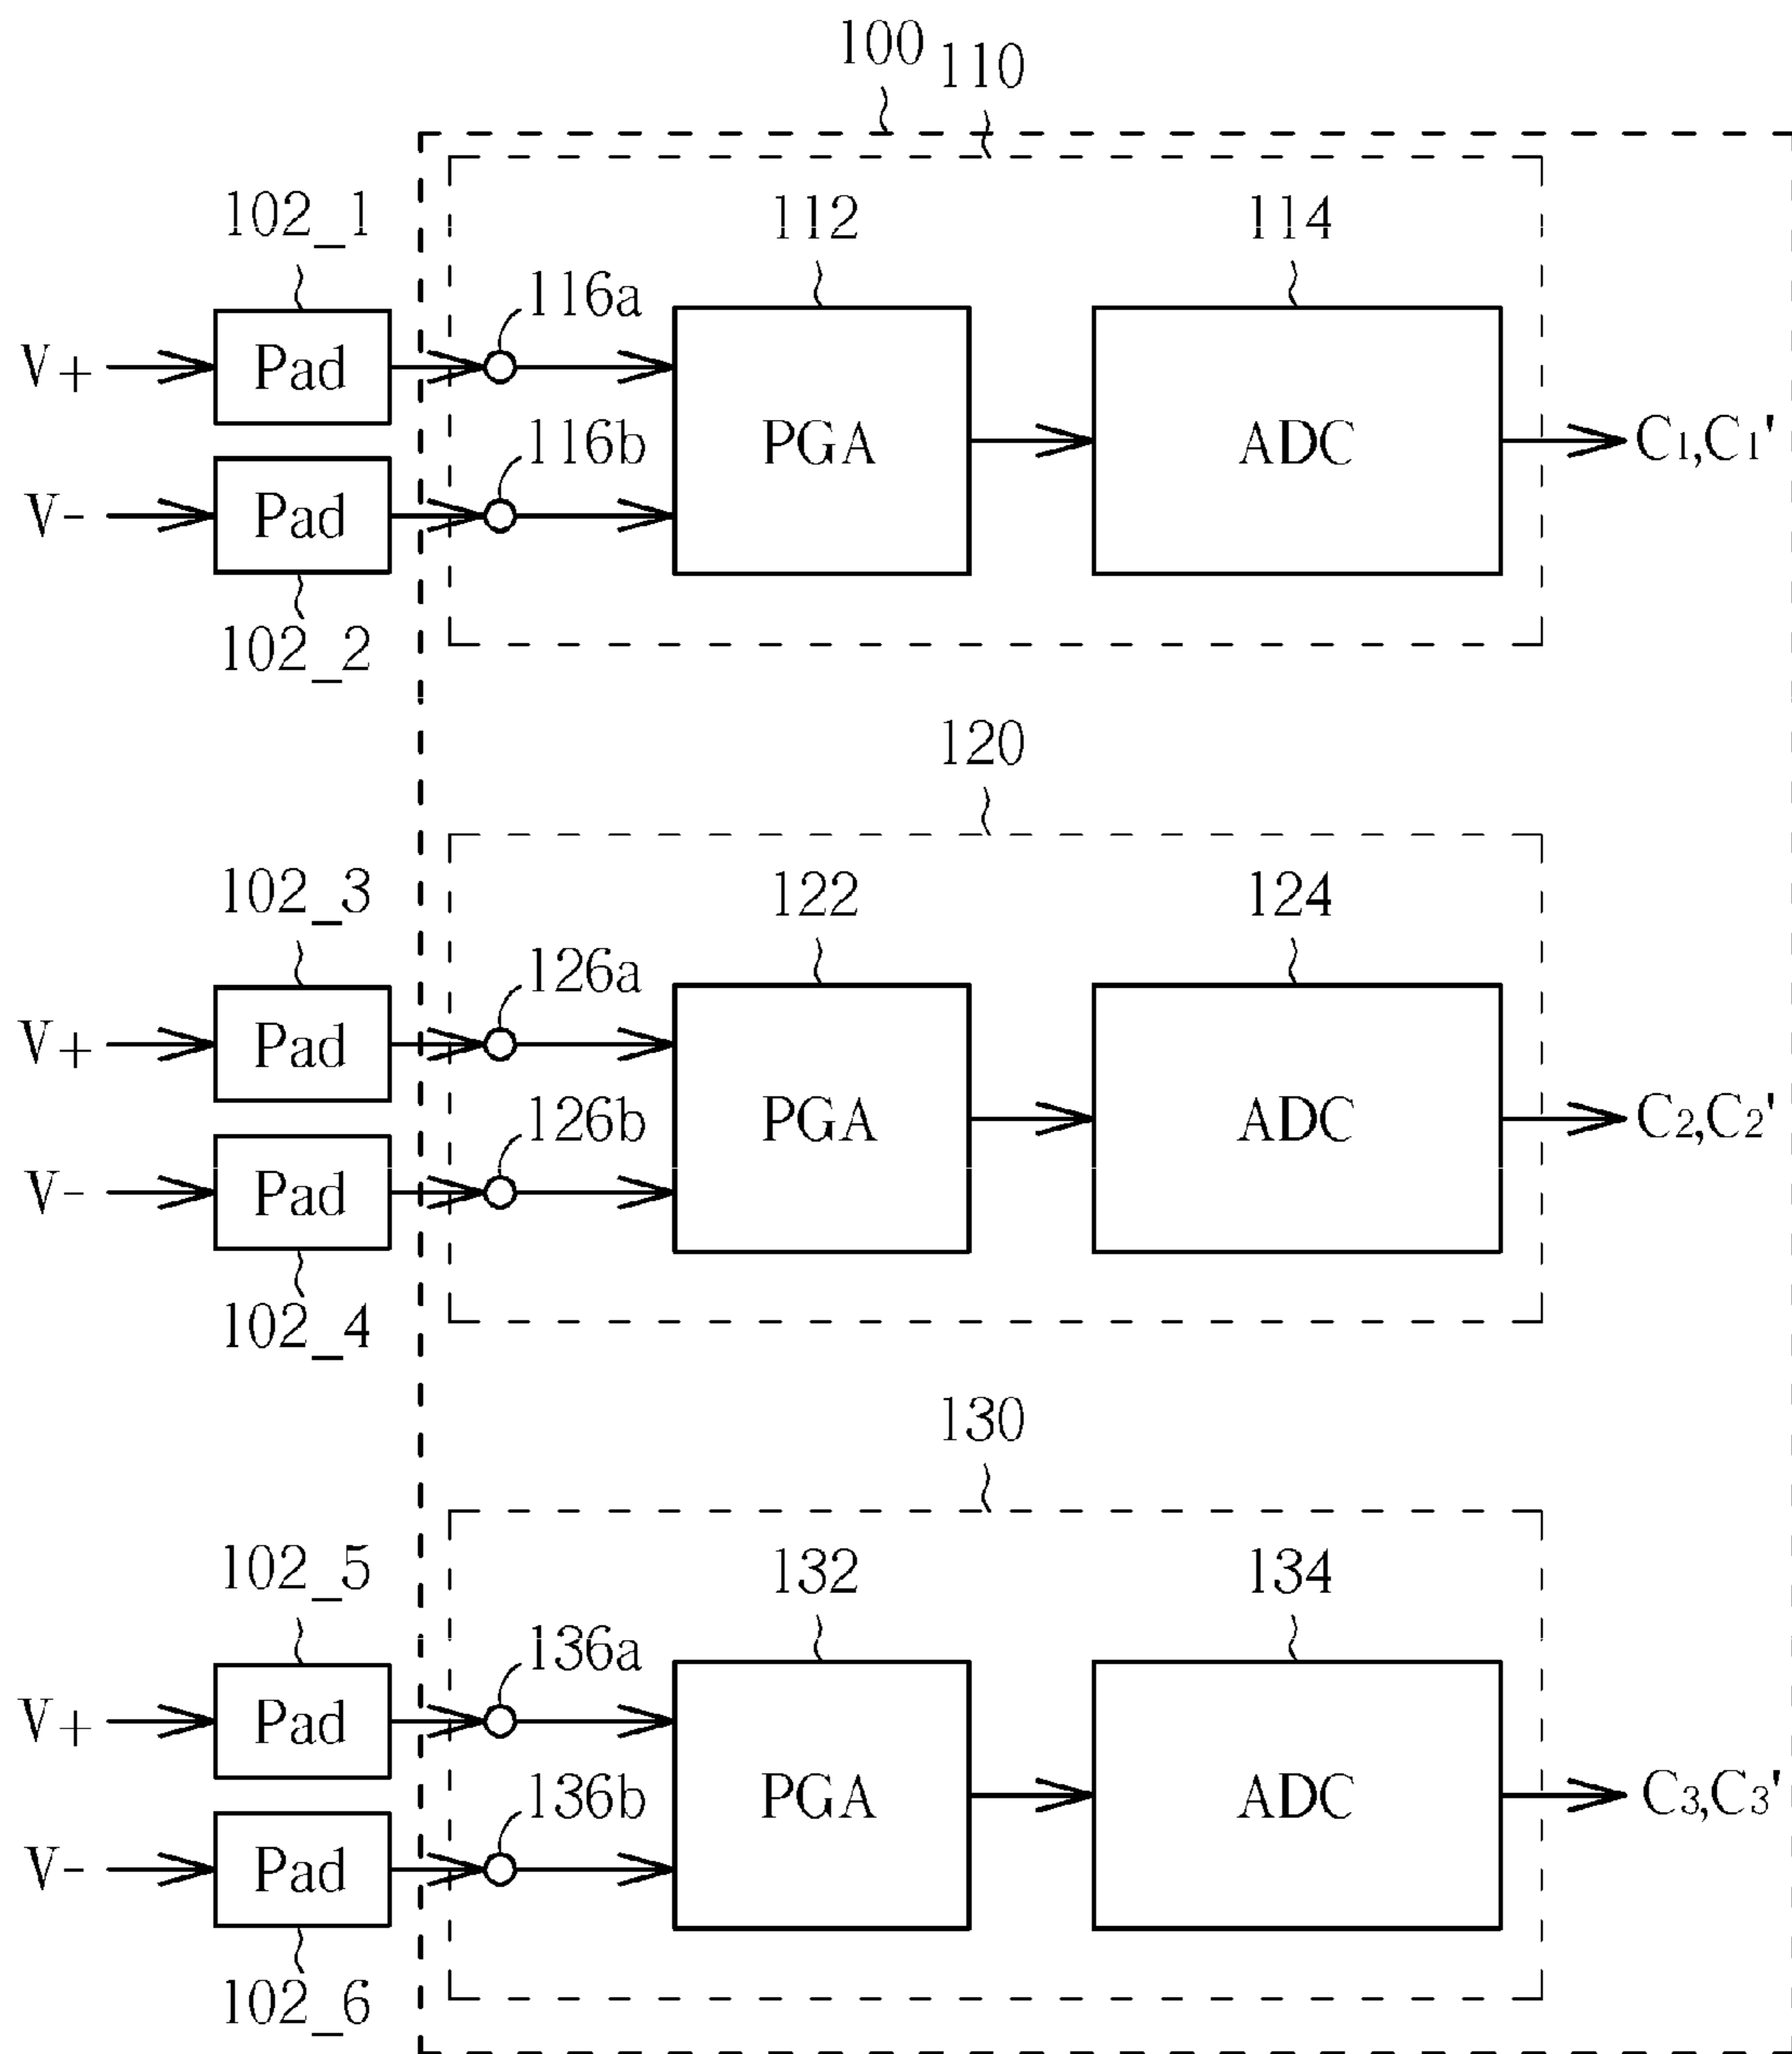 100
110
102_1
112
114
116a
V+
Pad
116b
PGA
ADC
C1,C1'
V-
Pad
102_2
120
102_3
122
124
126a
V+
Pad
126b
PGA
ADC
C2,C2'
V-
Pad
102_4
130
102_5
132
134
136a
V+
Pad
136b
PGA
ADC
C3,C3'
V-
Pad
102_6